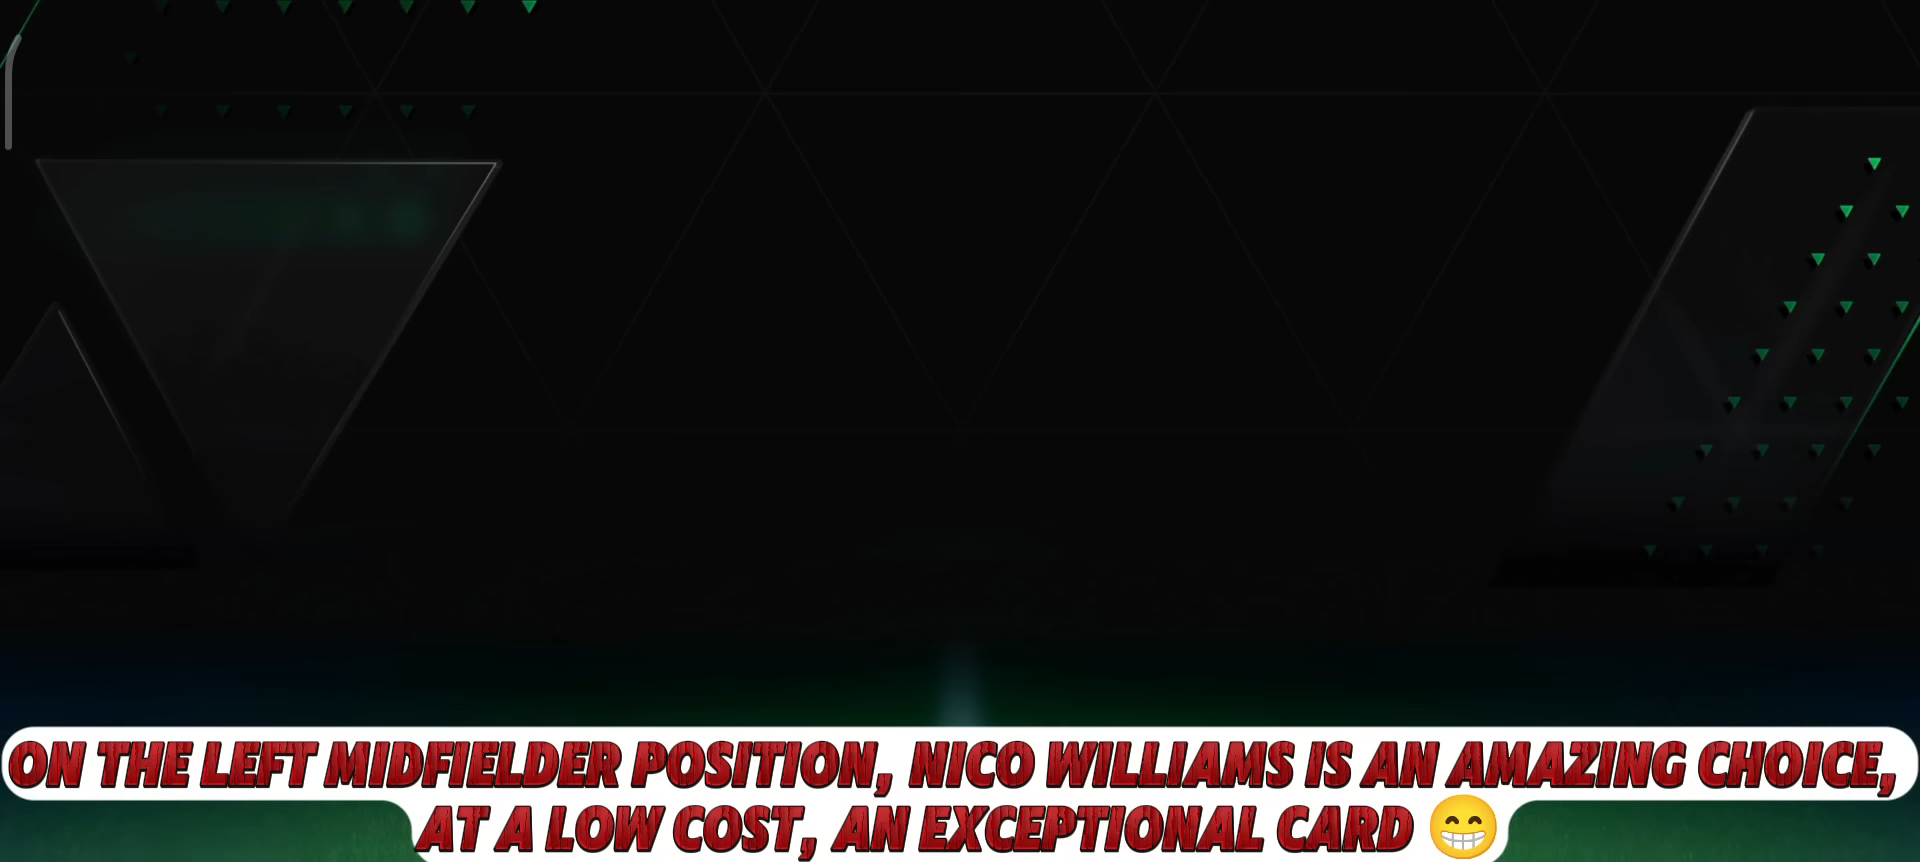 ON THE LEFT MIDFIELDER POSITION, NICO WILLIAMS IS AN AMAZING CHOICE,
AT A LOW COST, AN EXCEPTIONAL CARD 😁